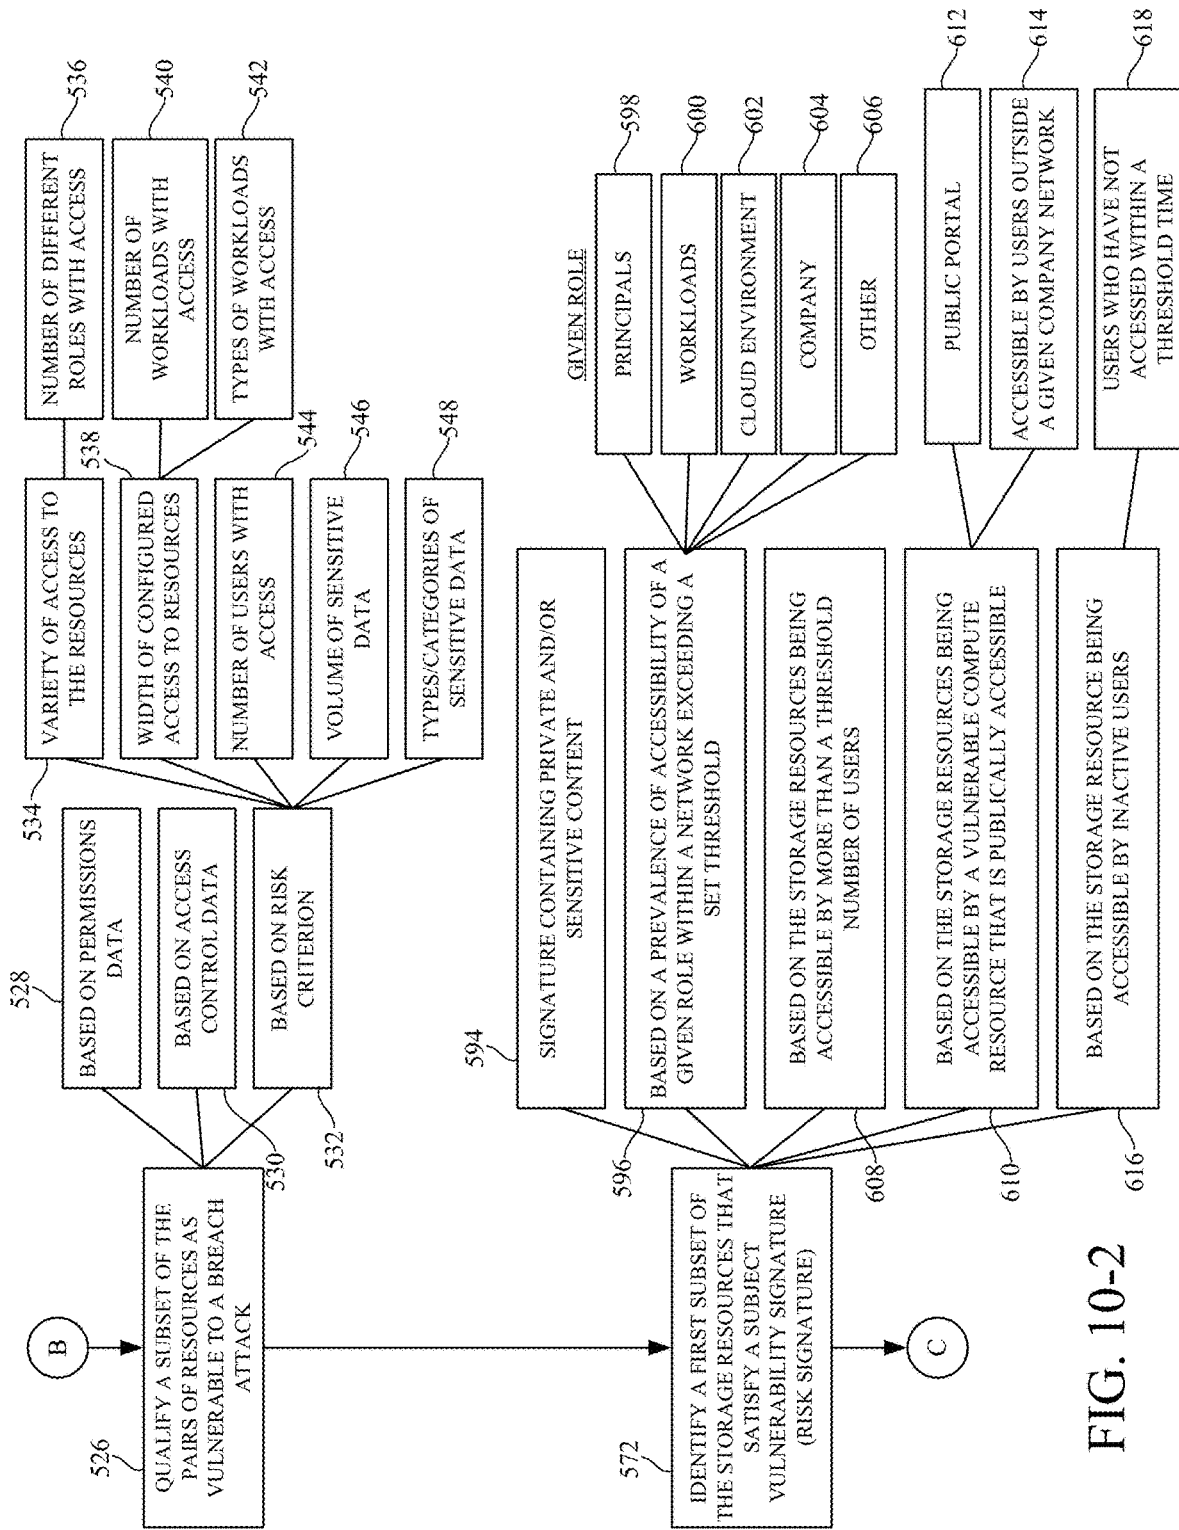 B
526
QUALIFY A SUBSET OF THE
PAIRS OF RESOURCES AS
VULNERABLE TO A BREACH
ATTACK
528
BASED ON PERMISSIONS
DATA
530
BASED ON ACCESS
CONTROL DATA
532
BASED ON RISK
CRITERION
534
VARIETY OF ACCESS TO
THE RESOURCES
536
NUMBER OF DIFFERENT
ROLES WITH ACCESS
538
WIDTH OF CONFIGURED
ACCESS TO RESOURCES
540
NUMBER OF
WORKLOADS WITH
ACCESS
542
TYPES OF WORKLOADS
WITH ACCESS
544
NUMBER OF USERS WITH
ACCESS
546
VOLUME OF SENSITIVE
DATA
548
TYPES/CATEGORIES OF
SENSITIVE DATA
572
IDENTIFY A FIRST SUBSET OF
THE STORAGE RESOURCES THAT
SATISFY A SUBJECT
VULNERABILITY SIGNATURE
(RISK SIGNATURE)
594
SIGNATURE CONTAINING PRIVATE AND/OR
SENSITIVE CONTENT
596
BASED ON A PREVALENCE OF ACCESSIBILITY OF A
GIVEN ROLE WITHIN A NETWORK EXCEEDING A
SET THRESHOLD
GIVEN ROLE
PRINCIPALS
598
WORKLOADS
600
CLOUD ENVIRONMENT
602
COMPANY
604
OTHER
606
608
BASED ON THE STORAGE RESOURCES BEING
ACCESSIBLE BY MORE THAN A THRESHOLD
NUMBER OF USERS
610
BASED ON THE STORAGE RESOURCES BEING
ACCESSIBLE BY A VULNERABLE COMPUTE
RESOURCE THAT IS PUBLICALLY ACCESSIBLE
PUBLIC PORTAL
612
ACCESSIBLE BY USERS OUTSIDE
A GIVEN COMPANY NETWORK
614
616
BASED ON THE STORAGE RESOURCE BEING
ACCESSIBLE BY INACTIVE USERS
USERS WHO HAVE NOT
ACCESSED WITHIN A
THRESHOLD TIME
618
C
FIG. 10-2